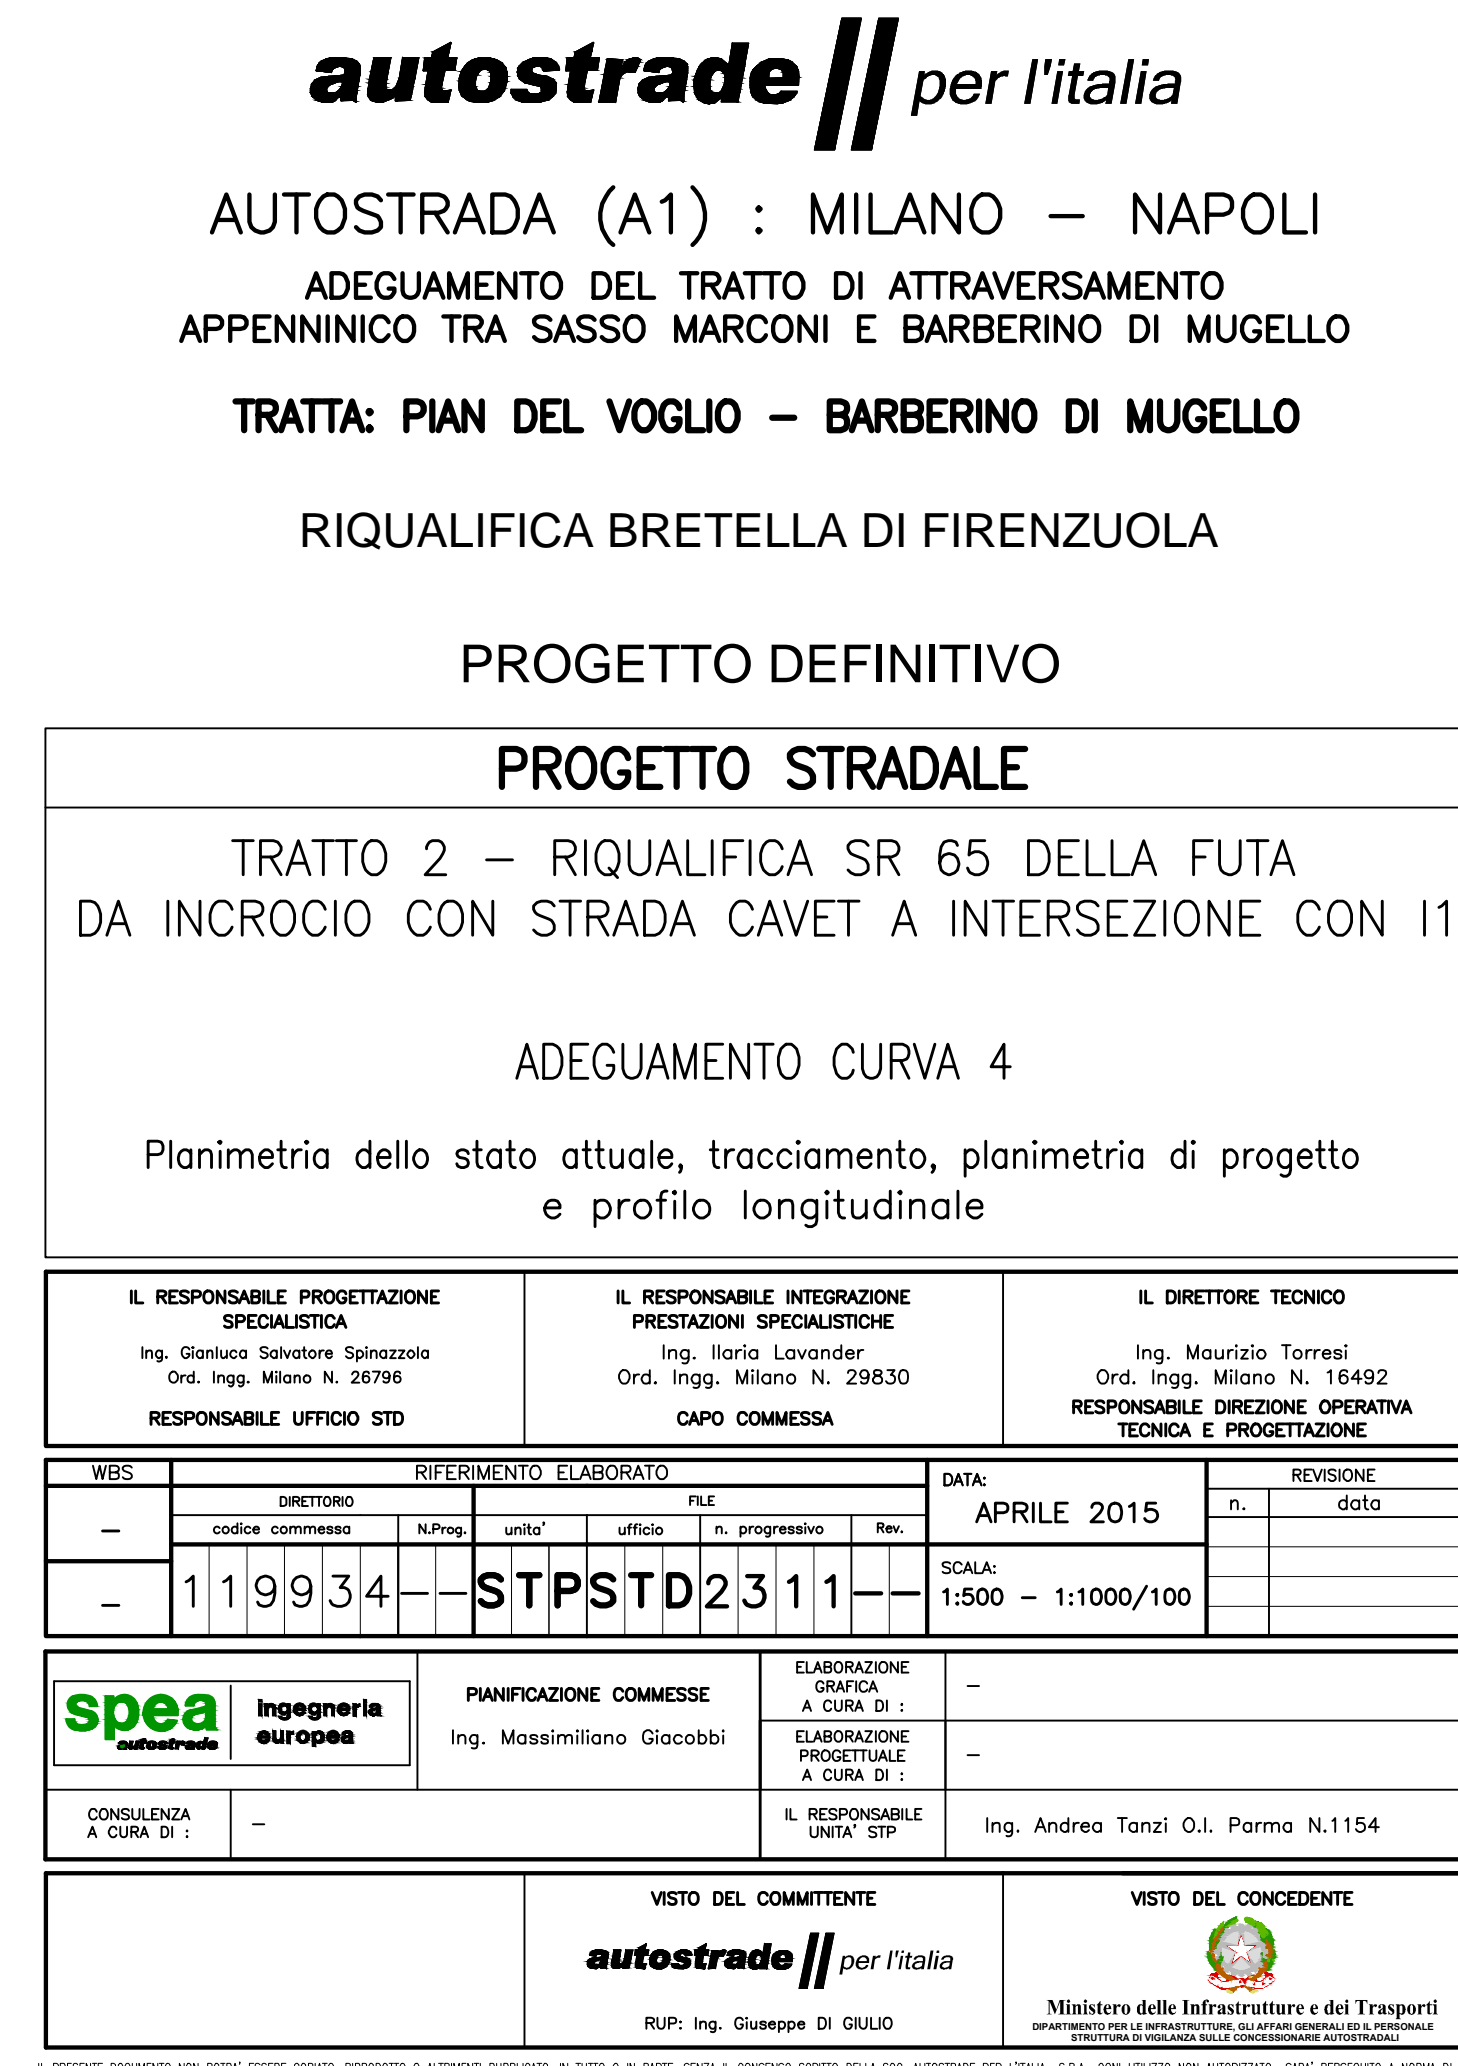 autostrade per l'italia
AUTOSTRADA (A1) : MILANO – NAPOLI
ADEGUAMENTO DEL TRATTO DI ATTRAVERSAMENTO
APPENNINICO TRA SASSO MARCONI E BARBERINO DI MUGELLO
TRATTA: PIAN DEL VOGLIO – BARBERINO DI MUGELLO
RIQUALIFICA BRETELLA DI FIRENZUOLA
PROGETTO DEFINITIVO
PROGETTO STRADALE
TRATTO 2 – RIQUALIFICA SR 65 DELLA FUTA
DA INCROCIO CON STRADA CAVET A INTERSEZIONE CON I1
ADEGUAMENTO CURVA 4
Planimetria dello stato attuale, tracciamento, planimetria di progetto
e profilo longitudinale
IL RESPONSABILE PROGETTAZIONE
SPECIALISTICA
Ing. Gianluca Salvatore Spinazzola
Ord. Ingg. Milano N. 26796
RESPONSABILE UFFICIO STD
IL RESPONSABILE INTEGRAZIONE
PRESTAZIONI SPECIALISTICHE
Ing. Ilaria Lavander
Ord. Ingg. Milano N. 29830
CAPO COMMESSA
IL DIRETTORE TECNICO
Ing. Maurizio Torresi
Ord. Ingg. Milano N. 16492
RESPONSABILE DIREZIONE OPERATIVA
TECNICA E PROGETTAZIONE
WBS
–
–
RIFERIMENTO ELABORATO
DIRETTORIO
FILE
codice commessa
N.Prog.
unita'
ufficio
n. progressivo
Rev.
119934––STPSTD2311––
DATA:
APRILE 2015
SCALA:
1:500 – 1:1000/100
REVISIONE
n.
data
spea
autostrade
ingegneria
europea
PIANIFICAZIONE COMMESSE
Ing. Massimiliano Giacobbi
ELABORAZIONE
GRAFICA
A CURA DI :
–
ELABORAZIONE
PROGETTUALE
A CURA DI :
–
CONSULENZA
A CURA DI :
–
IL RESPONSABILE
UNITA' STP
Ing. Andrea Tanzi O.I. Parma N.1154
VISTO DEL COMMITTENTE
autostrade per l'italia
RUP: Ing. Giuseppe DI GIULIO
VISTO DEL CONCEDENTE
Ministero delle Infrastrutture e dei Trasporti
DIPARTIMENTO PER LE INFRASTRUTTURE, GLI AFFARI GENERALI ED IL PERSONALE
STRUTTURA DI VIGILANZA SULLE CONCESSIONARIE AUTOSTRADALI